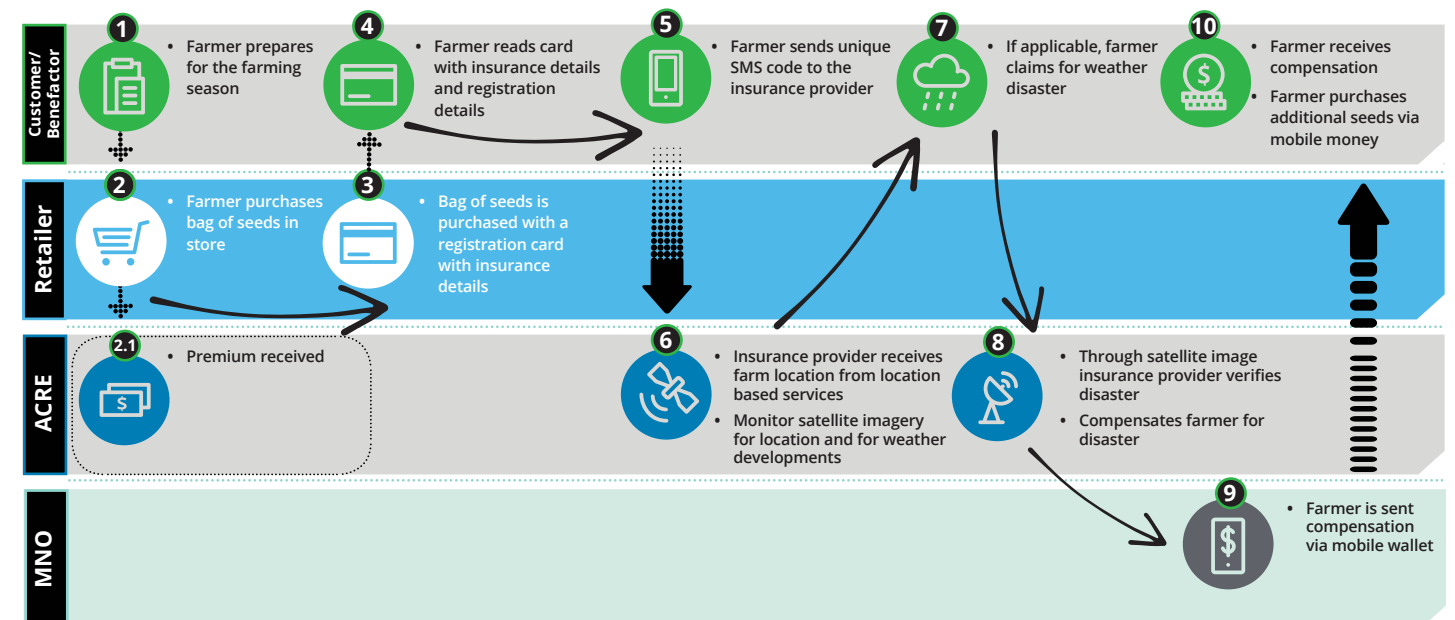 Customer/
Benefactor
1
• Farmer prepares
for the farming
season
4
• Farmer reads card
with insurance details
and registration
details
5
• Farmer sends unique
SMS code to the
insurance provider
7
• If applicable, farmer
claims for weather
disaster
10
$
• Farmer receives
compensation
• Farmer purchases
additional seeds via
mobile money
Retailer
2
• Farmer purchases
bag of seeds in
store
3
• Bag of seeds is
purchased with a
registration card
with insurance
details
ACRE
2.1
$
• Premium received
6
• Insurance provider receives
farm location from location
based services
• Monitor satellite imagery
for location and for weather
developments
8
• Through satellite image
insurance provider verifies
disaster
• Compensates farmer for
disaster
MNO
9
$
• Farmer is sent
compensation
via mobile wallet